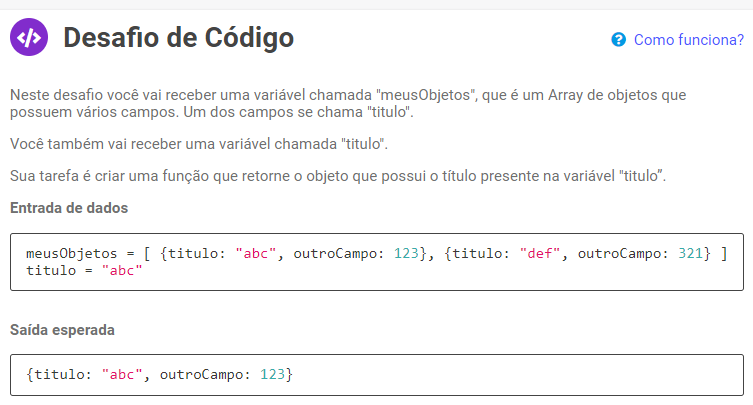 </>
Desafio de Código
? Como funciona?
Neste desafio você vai receber uma variável chamada "meusObjetos", que é um Array de objetos que
possuem vários campos. Um dos campos se chama "titulo".
Você também vai receber uma variável chamada "titulo".
Sua tarefa é criar uma função que retorne o objeto que possui o título presente na variável "titulo”.
Entrada de dados
meusObjetos = [ {titulo: "abc", outroCampo: 123}, {titulo: "def", outroCampo: 321} ]
titulo = "abc"
Saída esperada
{titulo: "abc", outroCampo: 123}